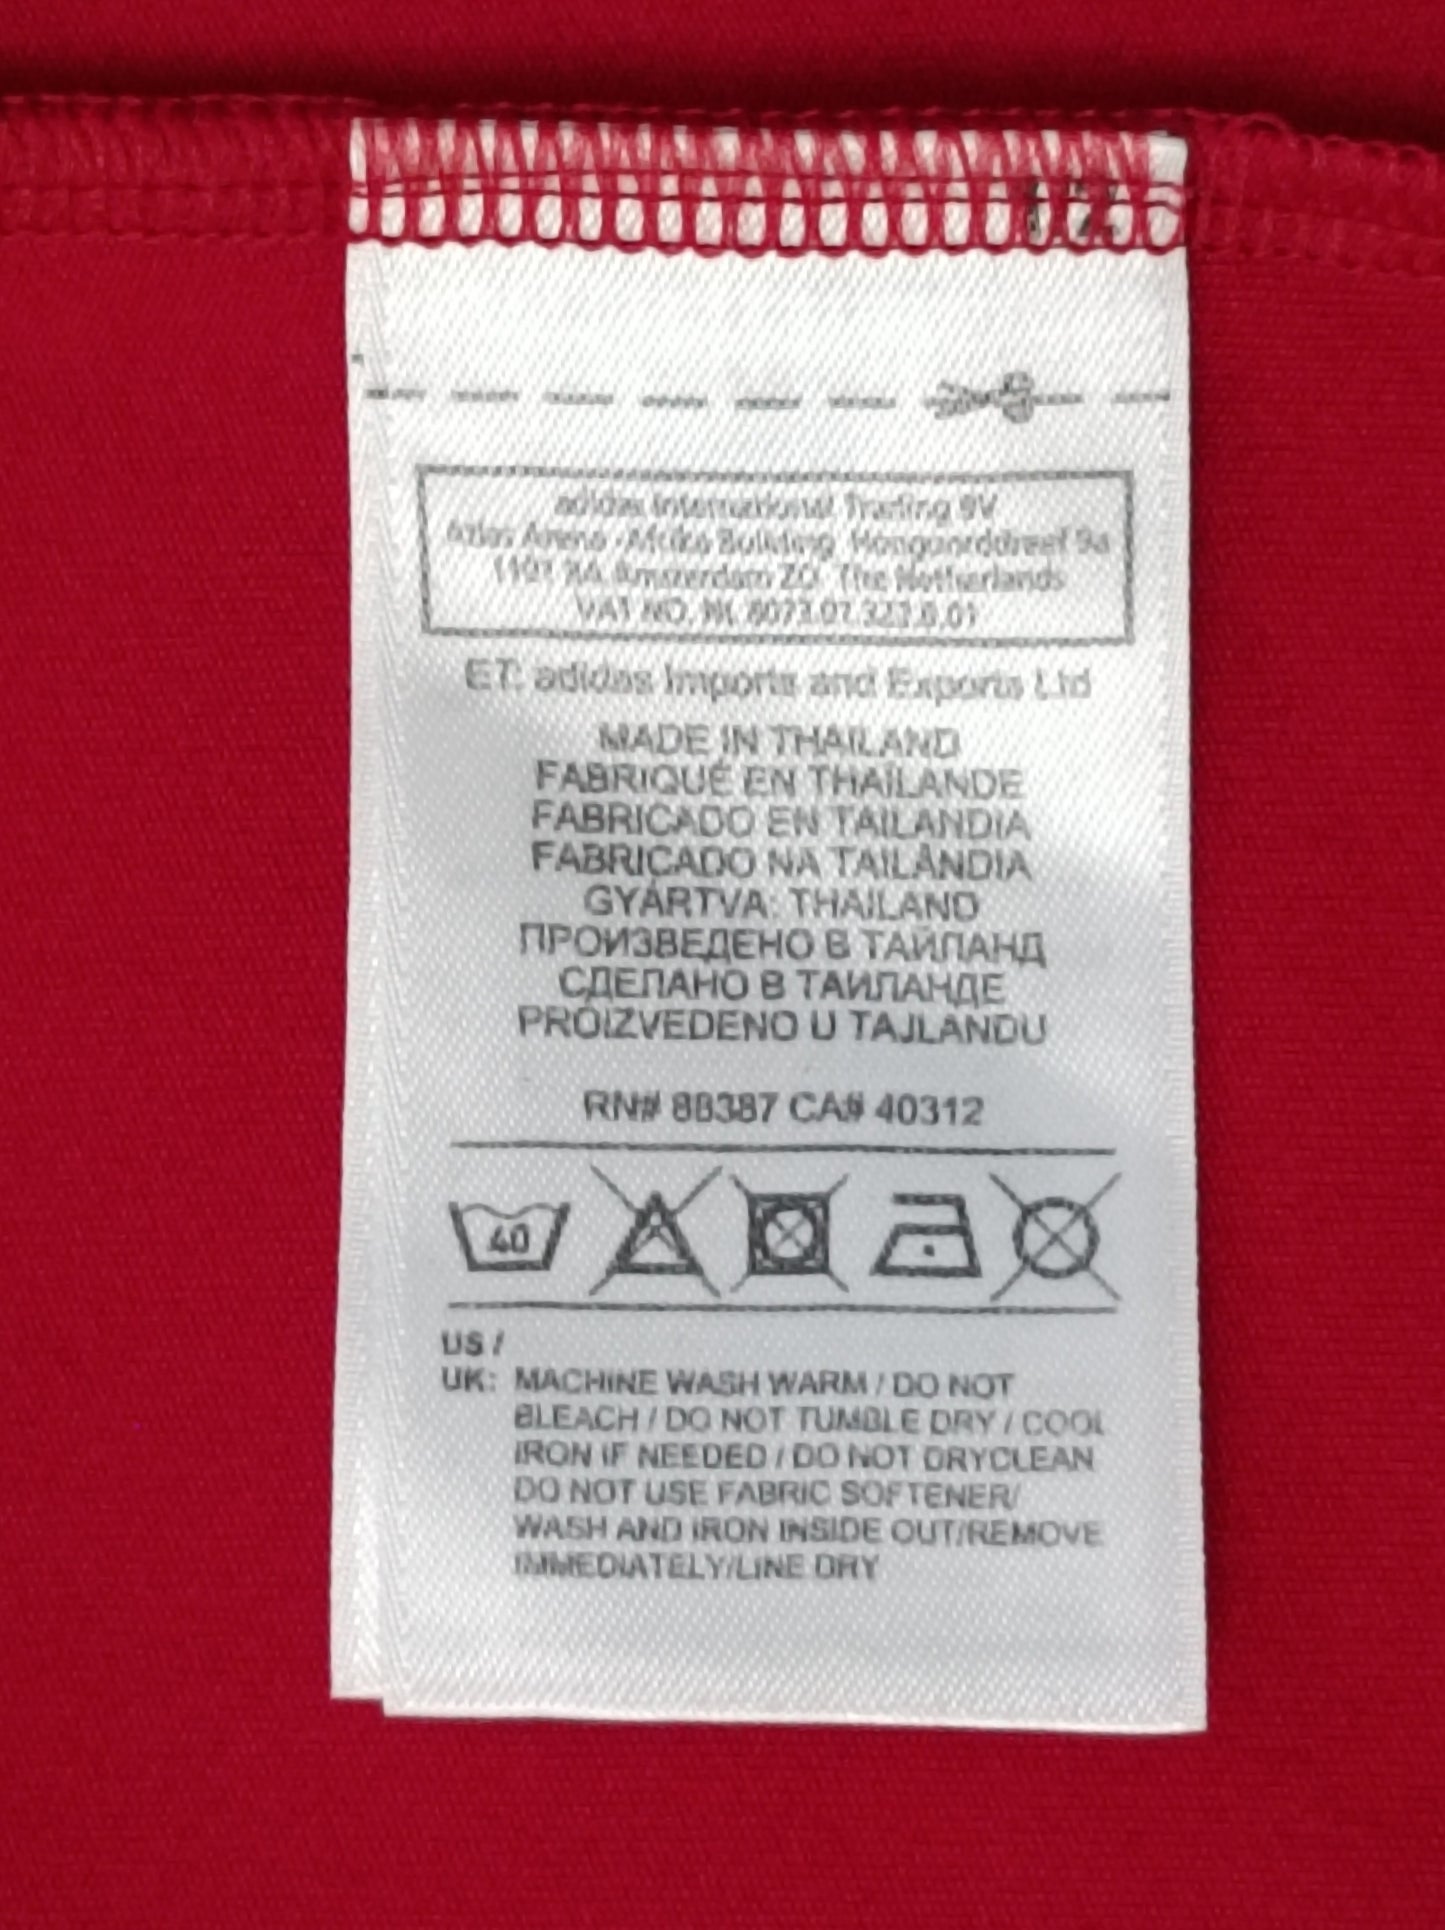 adidas International Trading BV
Atlas Arena - Afrika Building Hoogoorddreef 9a
1101 BA Amsterdam ZO The Netherlands
VAT NO. NL 8073.07.327.B.01
ET: adidas Imports and Exports Ltd
MADE IN THAILAND
FABRIQUÉ EN THAÏLANDE
FABRICADO EN TAILANDIA
FABRICADO NA TAILÂNDIA
GYÁRTVA: THAILAND
ПРОИЗВЕДЕНО В ТАЙЛАНД
СДЕЛАНО В ТАИЛАНДЕ
PROIZVEDENO U TAJLANDU
RN# 88387 CA# 40312
40
US /
UK: MACHINE WASH WARM / DO NOT
BLEACH / DO NOT TUMBLE DRY / COOL
IRON IF NEEDED / DO NOT DRYCLEAN
DO NOT USE FABRIC SOFTENER/
WASH AND IRON INSIDE OUT/REMOVE
IMMEDIATELY/LINE DRY